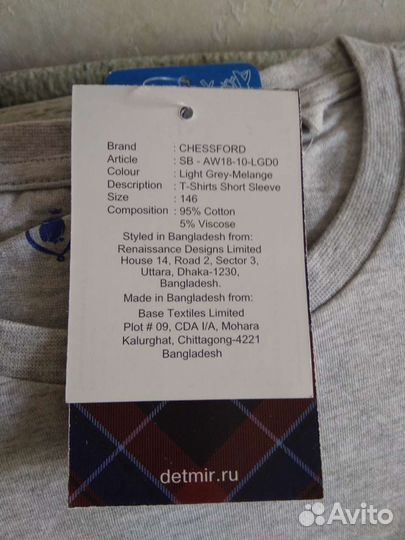 Brand : CHESSFORD
Article : SB - AW18-10-LGD0
Colour : Light Grey-Melange
Description : T-Shirts Short Sleeve
Size : 146
Composition : 95% Cotton
5% Viscose
Styled in Bangladesh from:
Renaissance Designs Limited
House 14, Road 2, Sector 3,
Uttara, Dhaka-1230,
Bangladesh.
Made in Bangladesh from:
Base Textiles Limited
Plot # 09, CDA I/A, Mohara
Kalurghat, Chittagong-4221
Bangladesh
detmir.ru
Avito